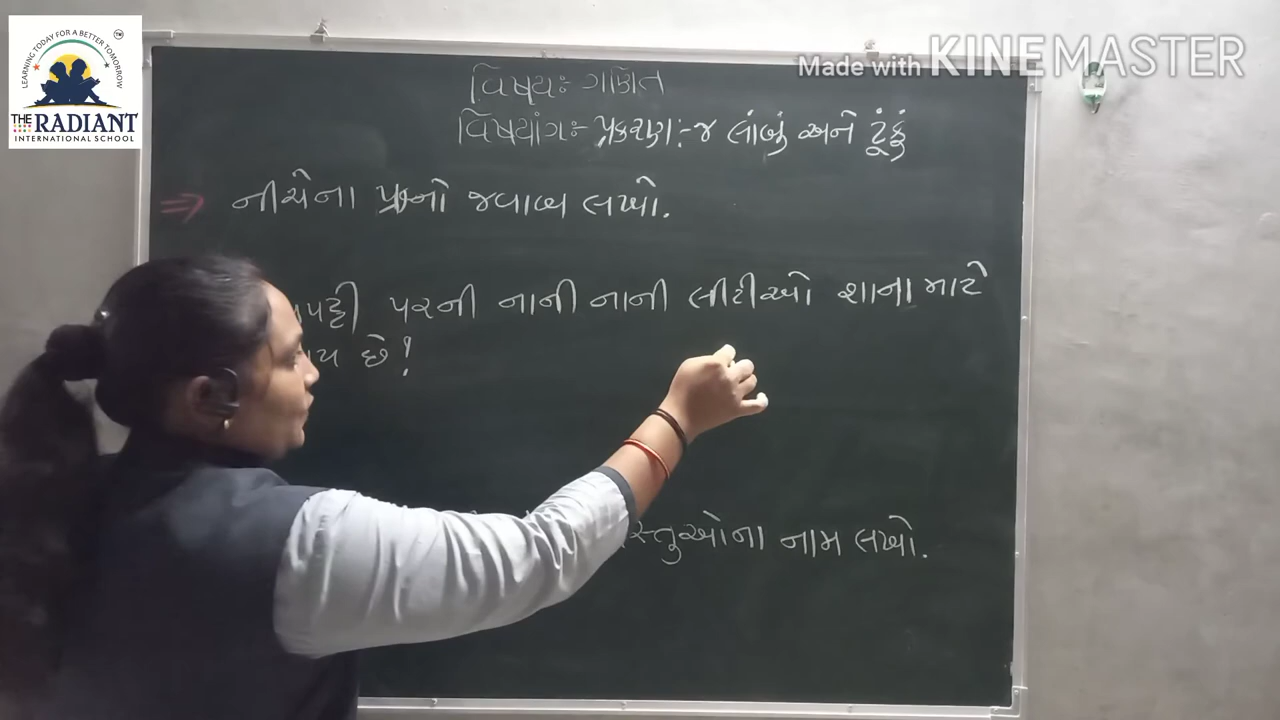 LEARNING TODAY FOR A BETTER TOMORROW
THE RADIANT
INTERNATIONAL SCHOOL
Made with KINEMASTER
વિષય: ગણિત
વિષયાંગ:- પ્રકરણ:-૪ લાંબુ અને ટૂંકું
⇒ નીચેના પ્રશ્નનો જવાબ લખો.
પરની નાની નાની લીટીઓ શાના માટે
છે!
નામ લખો.